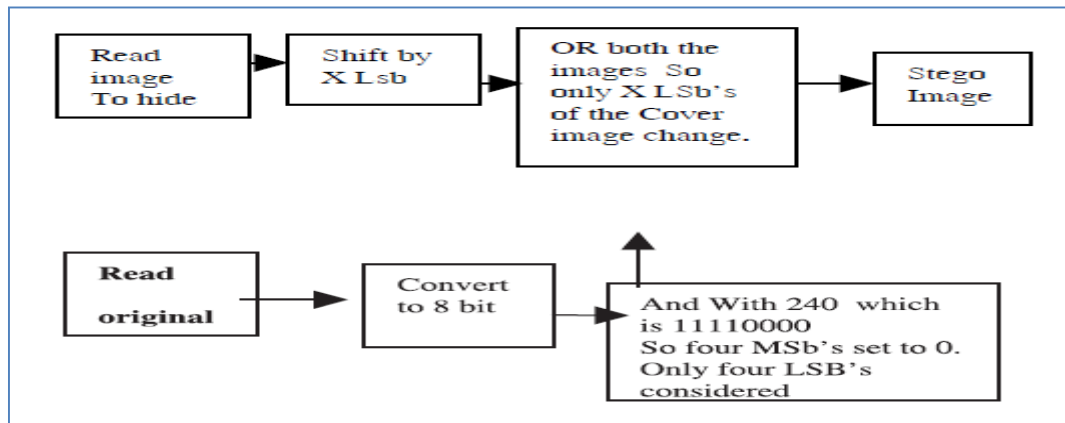 Read
image
To hide
Shift by
X Lsb
OR both the
images So
only X LSb's
of the Cover
image change.
Stego
Image
Read
original
Convert
to 8 bit
And With 240 which
is 11110000
So four MSb's set to 0.
Only four LSB's
considered